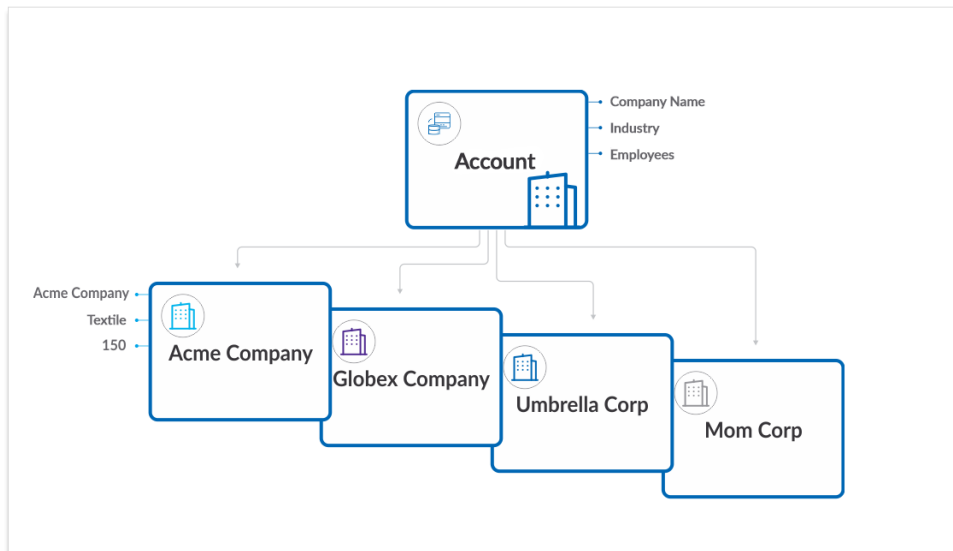 Company Name
Industry
Employees
Account
Acme Company
Textile
150
Acme Company
Globex Company
Umbrella Corp
Mom Corp